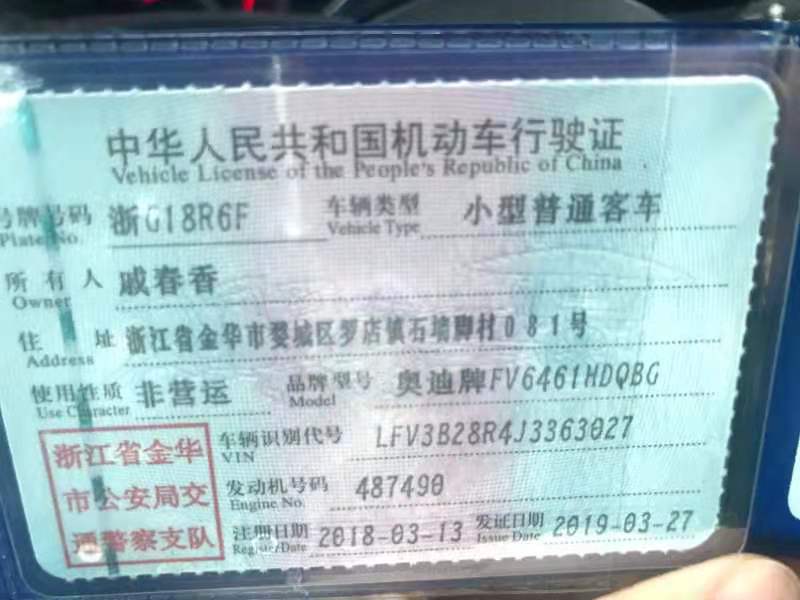 中华人民共和国机动车行驶证
Vehicle License of the People's Republic of China
号牌号码 浙G18R6F 车辆类型 小型普通客车
Plate No. Vehicle Type
所有人 戚春香
Owner
住址 浙江省金华市婺城区罗店镇石墙脚村081号
Address
使用性质 非营运 品牌型号 奥迪牌FV6461HDQBG
Use Character Model
浙江省金华
市公安局交
通警察支队
车辆识别代号 LFV3B28R4J3363027
VIN
发动机号码 487490
Engine No.
注册日期 2018-03-13 发证日期 2019-03-27
Register Date Issue Date